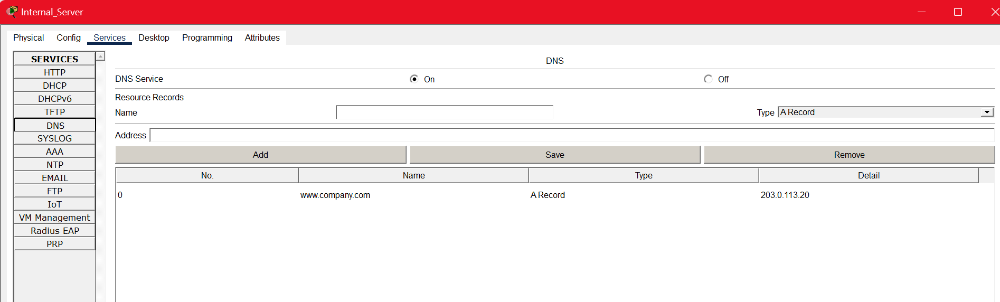 Internal_Server
Physical Config Services Desktop Programming Attributes
SERVICES
HTTP
DHCP
DHCPv6
TFTP
DNS
SYSLOG
AAA
NTP
EMAIL
FTP
IoT
VM Management
Radius EAP
PRP
DNS
DNS Service On Off
Resource Records
Name Type A Record
Address
Add Save Remove
No. Name Type Detail
0 www.company.com A Record 203.0.113.20